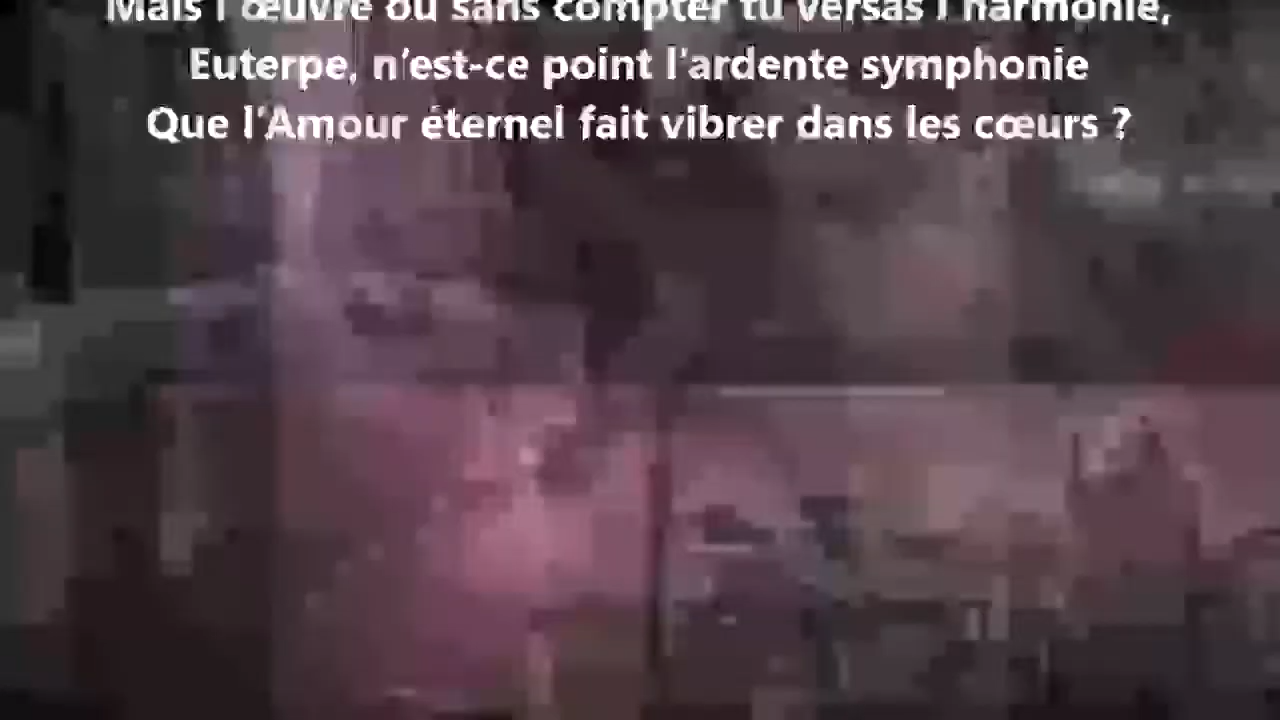 Mais l'œuvre où sans compter tu versas l'harmonie,
Euterpe, n'est-ce point l'ardente symphonie
Que l'Amour éternel fait vibrer dans les cœurs ?